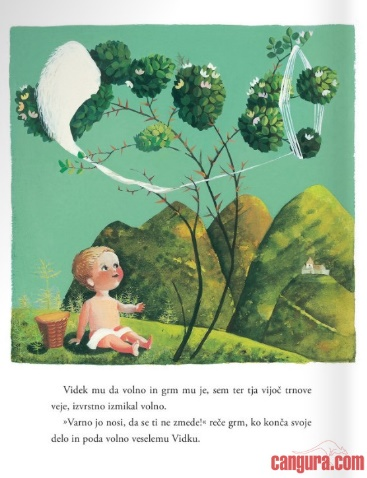 Videk mu da volno in grm mu je, sem ter tja vijoč trnove
veje, izvrstno izmikal volno.
»Varno jo nosi, da se ti ne zmede!« reče grm, ko konča svoje
delo in poda volno veselemu Vidku.
cangura.com